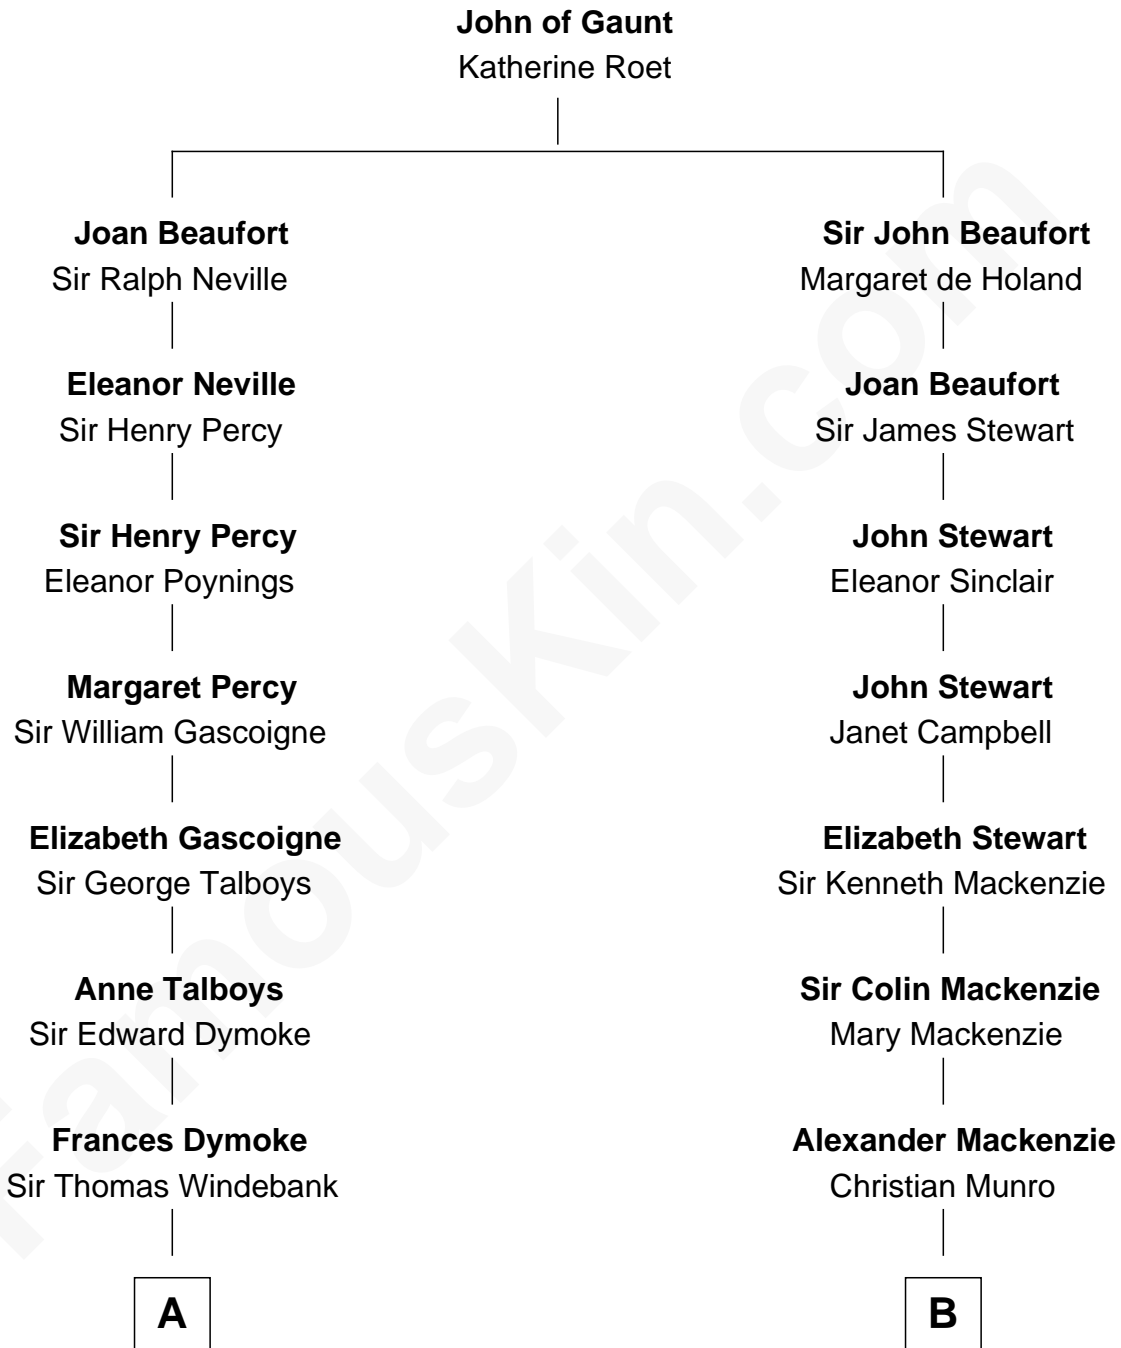 John of Gaunt
Katherine Roet
Joan Beaufort
Sir Ralph Neville
Eleanor Neville
Sir Henry Percy
Sir Henry Percy
Eleanor Poynings
Margaret Percy
Sir William Gascoigne
Elizabeth Gascoigne
Sir George Talboys
Anne Talboys
Sir Edward Dymoke
Frances Dymoke
Sir Thomas Windebank
A
Sir John Beaufort
Margaret de Holand
Joan Beaufort
Sir James Stewart
John Stewart
Eleanor Sinclair
John Stewart
Janet Campbell
Elizabeth Stewart
Sir Kenneth Mackenzie
Sir Colin Mackenzie
Mary Mackenzie
Alexander Mackenzie
Christian Munro
B
FamousKin.com